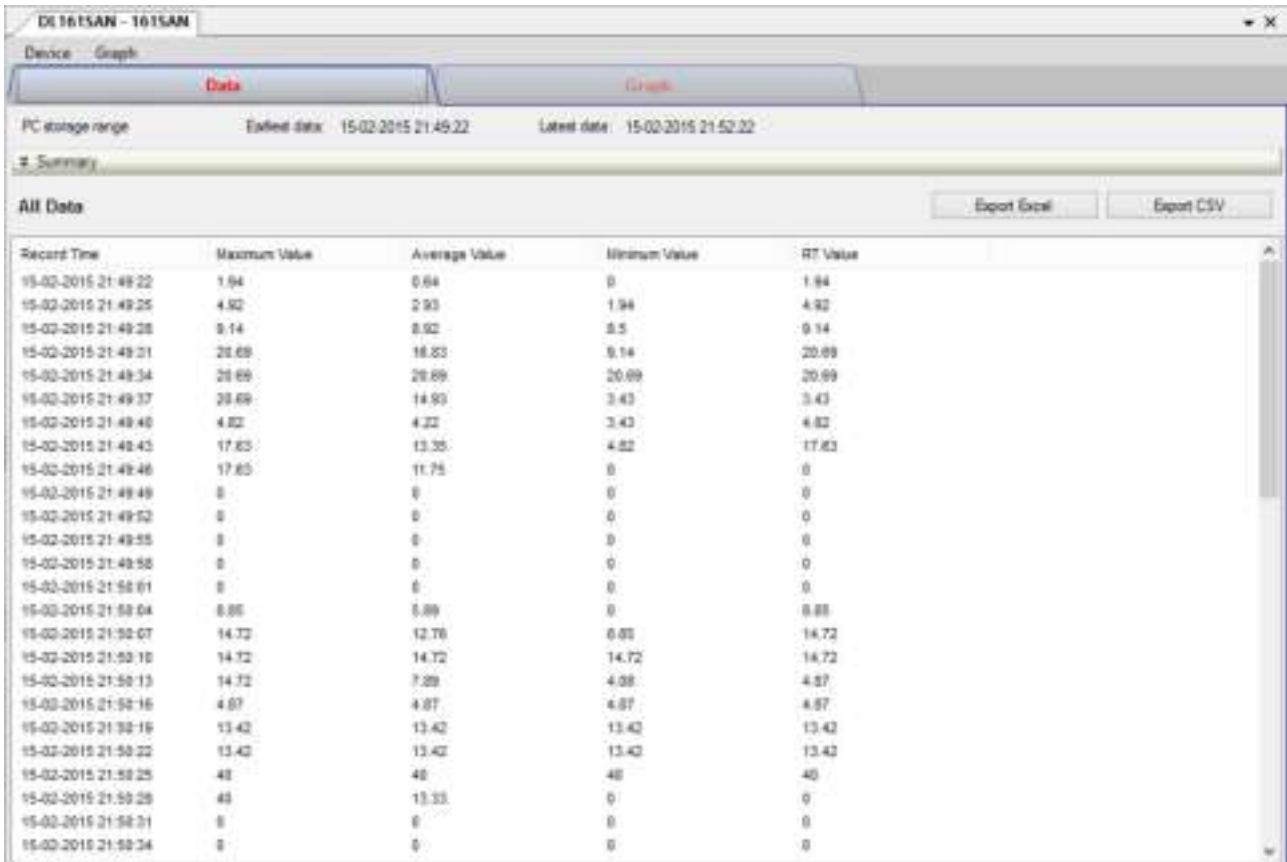 DL161SAN - 161SAN
Device Graph
Data Graph
PC storage range Earliest data: 15-02-2015 21:49:22 Latest data: 15-02-2015 21:52:22
Summary
All Data Export Excel Export CSV
Record Time Maximum Value Average Value Minimum Value RT Value
15-02-2015 21:49:22 1.94 0.64 0 1.94
15-02-2015 21:49:25 4.92 2.93 1.94 4.92
15-02-2015 21:49:28 9.14 8.92 8.5 9.14
15-02-2015 21:49:31 20.69 16.83 9.14 20.69
15-02-2015 21:49:34 20.69 20.69 20.69 20.69
15-02-2015 21:49:37 20.69 14.93 3.43 3.43
15-02-2015 21:49:40 4.82 4.22 3.43 4.82
15-02-2015 21:49:43 17.63 13.35 4.82 17.63
15-02-2015 21:49:46 17.63 11.75 0 0
15-02-2015 21:49:49 0 0 0 0
15-02-2015 21:49:52 0 0 0 0
15-02-2015 21:49:55 0 0 0 0
15-02-2015 21:49:58 0 0 0 0
15-02-2015 21:50:01 0 0 0 0
15-02-2015 21:50:04 8.85 5.89 0 8.85
15-02-2015 21:50:07 14.72 12.76 8.85 14.72
15-02-2015 21:50:10 14.72 14.72 14.72 14.72
15-02-2015 21:50:13 14.72 7.89 4.87
15-02-2015 21:50:16 4.87 4.87 4.87 4.87
15-02-2015 21:50:19 13.42 13.42 13.42 13.42
15-02-2015 21:50:22 13.42 13.42 13.42 13.42
15-02-2015 21:50:25 40 40 40 40
15-02-2015 21:50:28 40 13.33 0 0
15-02-2015 21:50:31 0 0 0 0
15-02-2015 21:50:34 0 0 0 0